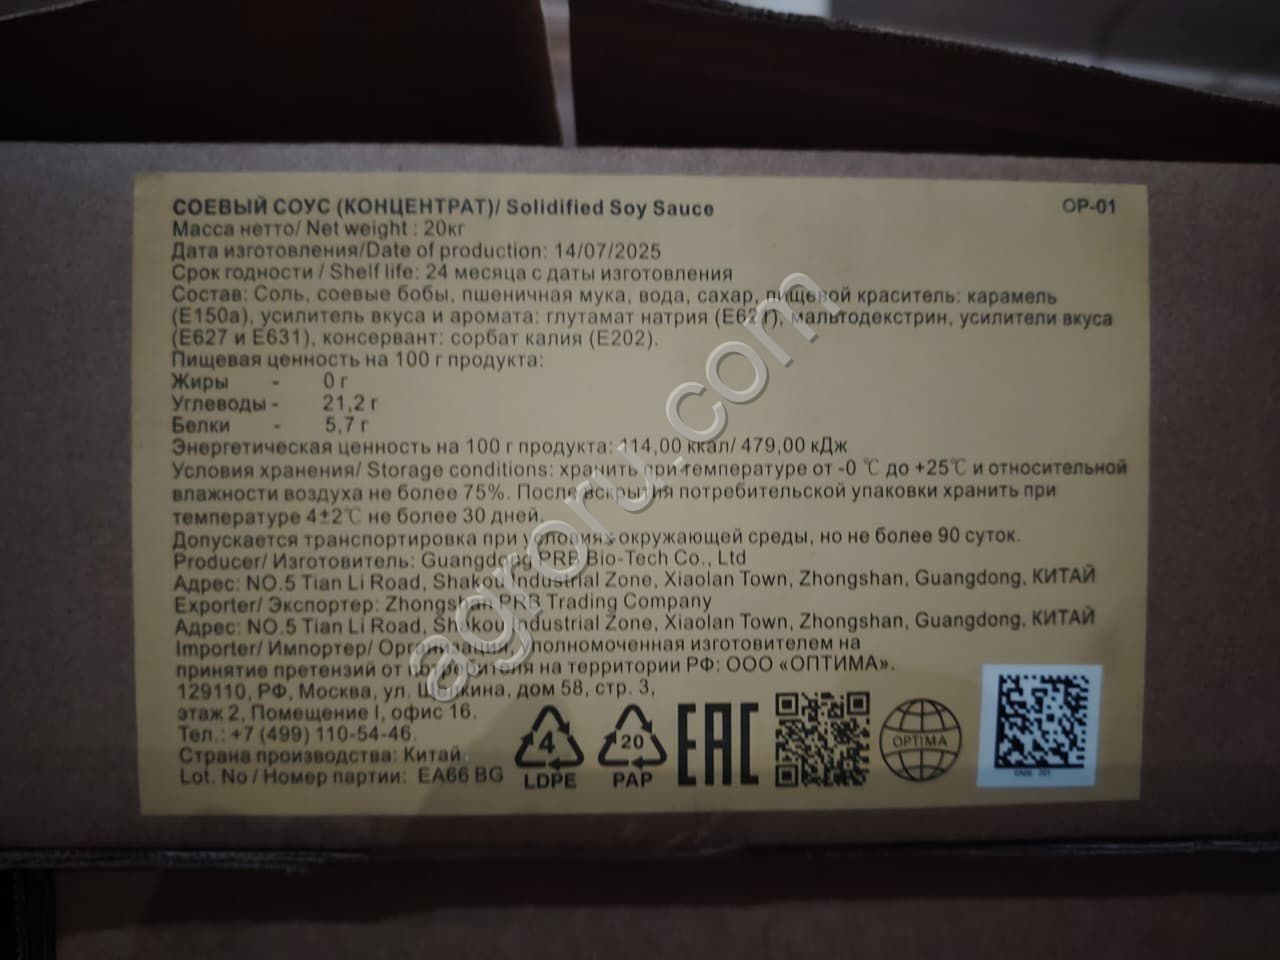 СОЕВЫЙ СОУС (КОНЦЕНТРАТ)/ Solidified Soy Sauce
OP-01
Масса нетто/ Net weight : 20кг
Дата изготовления/Date of production: 14/07/2025
Срок годности / Shelf life: 24 месяца с даты изготовления
Состав: Соль, соевые бобы, пшеничная мука, вода, сахар, пищевой краситель: карамель
(E150a), усилитель вкуса и аромата: глутамат натрия (E621), мальтодекстрин, усилители вкуса
(E627 и E631), консервант: сорбат калия (E202).
Пищевая ценность на 100 г продукта:
Жиры - 0 г
Углеводы - 21,2 г
Белки - 5,7 г
Энергетическая ценность на 100 г продукта: 114,00 ккал/ 479,00 кДж
Условия хранения/ Storage conditions: хранить при температуре от -0 ℃ до +25℃ и относительной
влажности воздуха не более 75%. После вскрытия потребительской упаковки хранить при
температуре 4±2℃ не более 30 дней.
Допускается транспортировка при условиях окружающей среды, но не более 90 суток.
Producer/ Изготовитель: Guangdong PRB Bio-Tech Co., Ltd
Адрес: NO.5 Tian Li Road, Shakou Industrial Zone, Xiaolan Town, Zhongshan, Guangdong, КИТАЙ
Exporter/ Экспортер: Zhongshan PRB Trading Company
Адрес: NO.5 Tian Li Road, Shakou Industrial Zone, Xiaolan Town, Zhongshan, Guangdong, КИТАЙ
Importer/ Импортер/ Организация, уполномоченная изготовителем на
принятие претензий от потребителя на территории РФ: ООО «ОПТИМА».
129110, РФ, Москва, ул. Щепкина, дом 58, стр. 3,
этаж 2, Помещение I, офис 16.
Тел.: +7 (499) 110-54-46.
Страна производства: Китай
Lot. No / Номер партии: EA66 BG
4
LDPE
20
PAP
EAC
OPTIMA
agroru.com